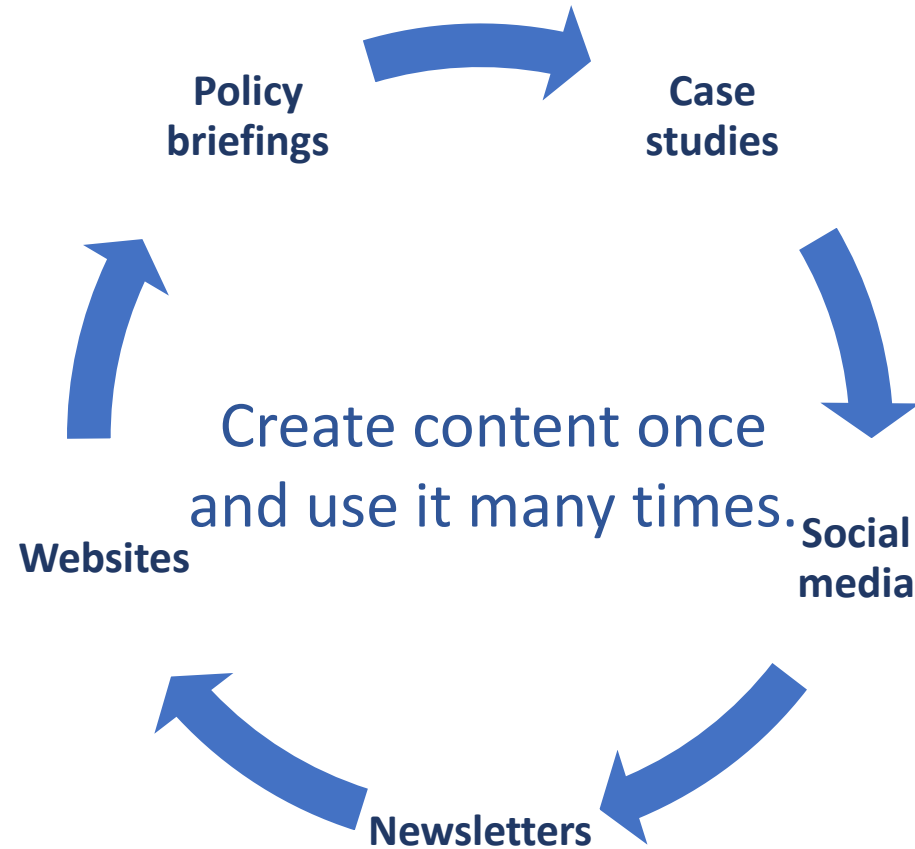 Policy
briefings
Case
studies
Create content once
and use it many times.
Social
media
Websites
Newsletters